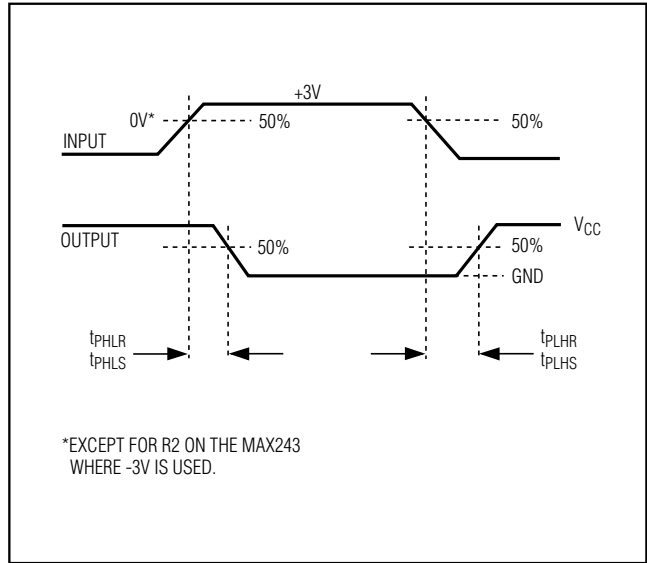 +3V
0V* 50% 50%
INPUT
VCC
OUTPUT
50% 50%
GND
tPHLR tPLHR
tPHLS tPLHS
*EXCEPT FOR R2 ON THE MAX243
WHERE -3V IS USED.